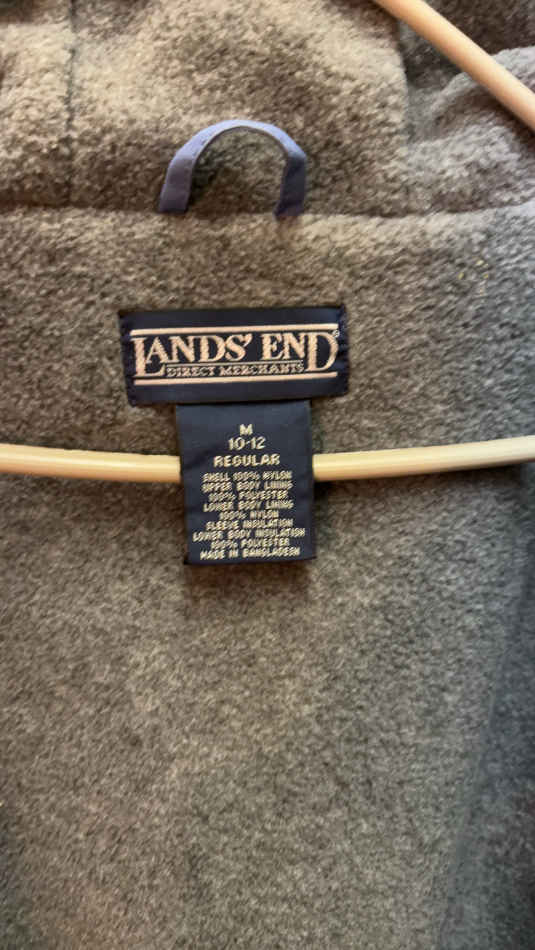 LANDS' END®
DIRECT MERCHANTS
M
10-12
REGULAR
SHELL 100% NYLON
UPPER BODY LINING
100% POLYESTER
LOWER BODY LINING
100% NYLON
SLEEVE INSULATION
LOWER BODY INSULATION
100% POLYESTER
MADE IN BANGLADESH